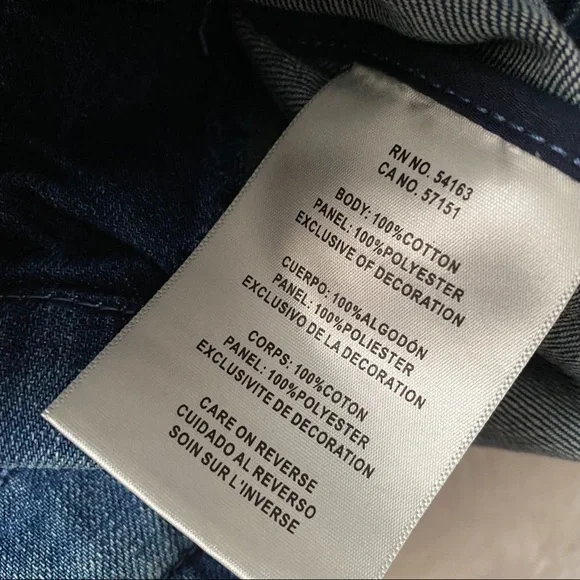 RN NO. 54163
CA NO. 57151
BODY: 100%COTTON
PANEL: 100%POLYESTER
EXCLUSIVE OF DECORATION
CUERPO: 100%ALGODÓN
PANEL: 100%POLIESTER
EXCLUSIVO DE LA DECORATION
CORPS: 100%COTON
PANEL: 100%POLYESTER
EXCLUSIVITE DE DECORATION
CARE ON REVERSE
CUIDADO AL REVERSO
SOIN SUR L'INVERSE